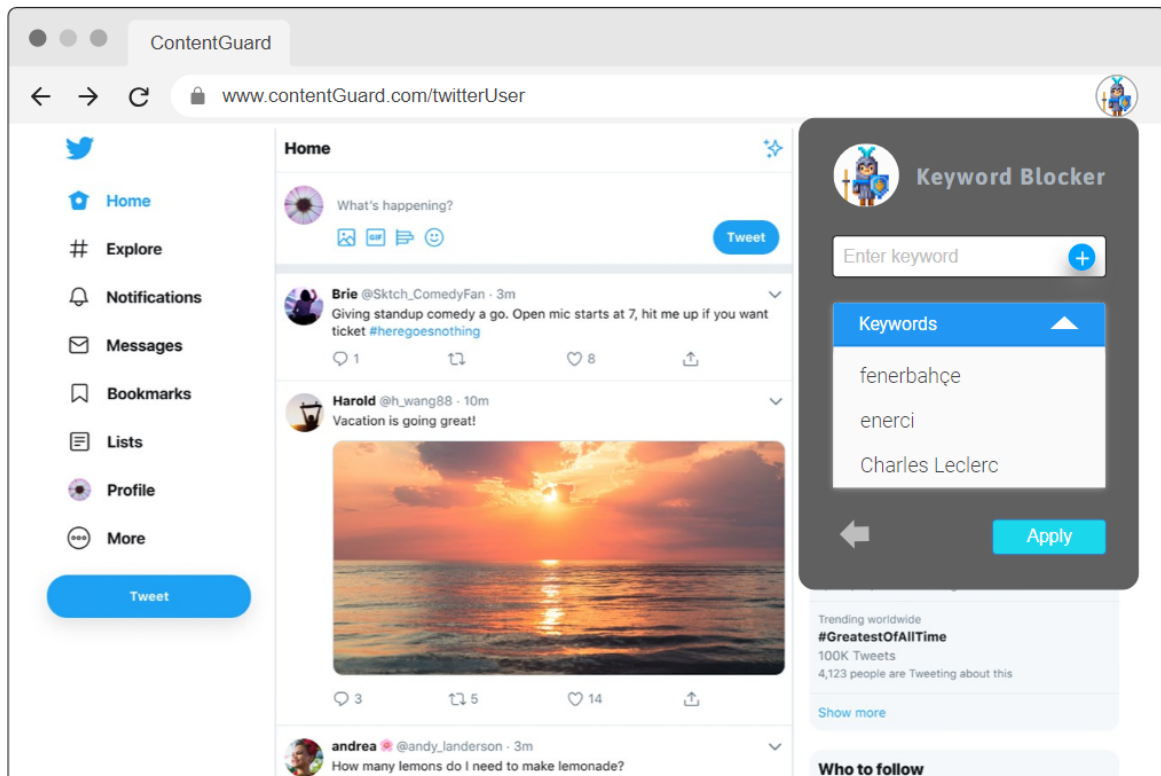 ContentGuard
www.contentGuard.com/twitterUser
Home
Explore
Notifications
Messages
Bookmarks
Lists
Profile
More
Tweet
Home
What's happening?
GIF
Tweet
Brie @Sktch_ComedyFan · 3m
Giving standup comedy a go. Open mic starts at 7, hit me up if you want
ticket #heregoesnothing
1
8
Harold @h_wang88 · 10m
Vacation is going great!
3
5
14
andrea 🌸 @andy_landerson · 3m
How many lemons do I need to make lemonade?
Keyword Blocker
Enter keyword
Keywords
fenerbahçe
enerci
Charles Leclerc
Apply
Trending worldwide
#GreatestOfAllTime
100K Tweets
4,123 people are Tweeting about this
Show more
Who to follow